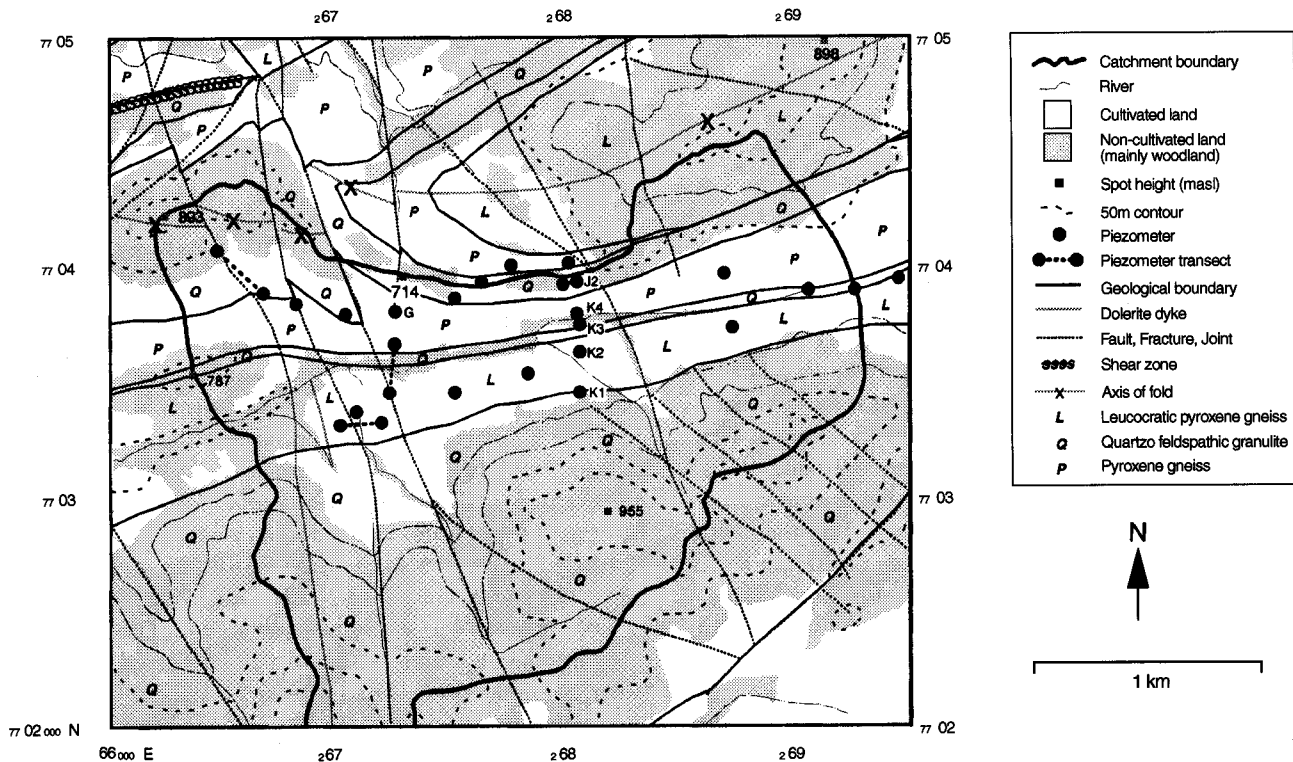 267 268 269
77 05 77 05
898
L
P
Q
P
Q
P
L
Q
P
L
P
Q
L
L
Q
893
77 04 77 04
Q
Q
714
G
P
Q
J2
K4
K3
K2
K1
P
P
Q
P
L
L
P
Q
787
Q
L
L
L
L
Q
Q
Q
Q
77 03 77 03
Q
955
Q
Q
Q
Q
Q
77 02 000 N 77 02
66 000 E 267 268 269
Catchment boundary
River
Cultivated land
Non-cultivated land
(mainly woodland)
Spot height (masl)
50m contour
Piezometer
Piezometer transect
Geological boundary
Dolerite dyke
Fault, Fracture, Joint
Shear zone
Axis of fold
L Leucocratic pyroxene gneiss
Q Quartzo feldspathic granulite
P Pyroxene gneiss
N
1 km